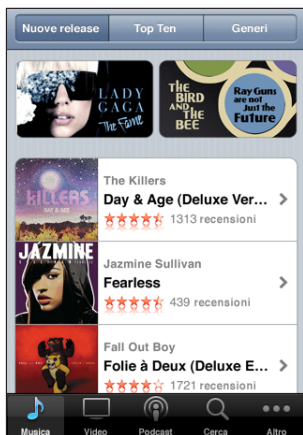 Nuove release
Top Ten
Generi
LADY
GAGA
The Fame
THE
BIRD
AND THE
BEE
Ray Guns
are not
Just the
Future
KILLERS
DAY & AGE
The Killers
Day & Age (Deluxe Ver...
1313 recensioni
JAZMINE
Jazmine Sullivan
Fearless
439 recensioni
Fall Out Boy
Folie à Deux (Deluxe E...
1721 recensioni
Musica
Video
Podcast
Cerca
Altro